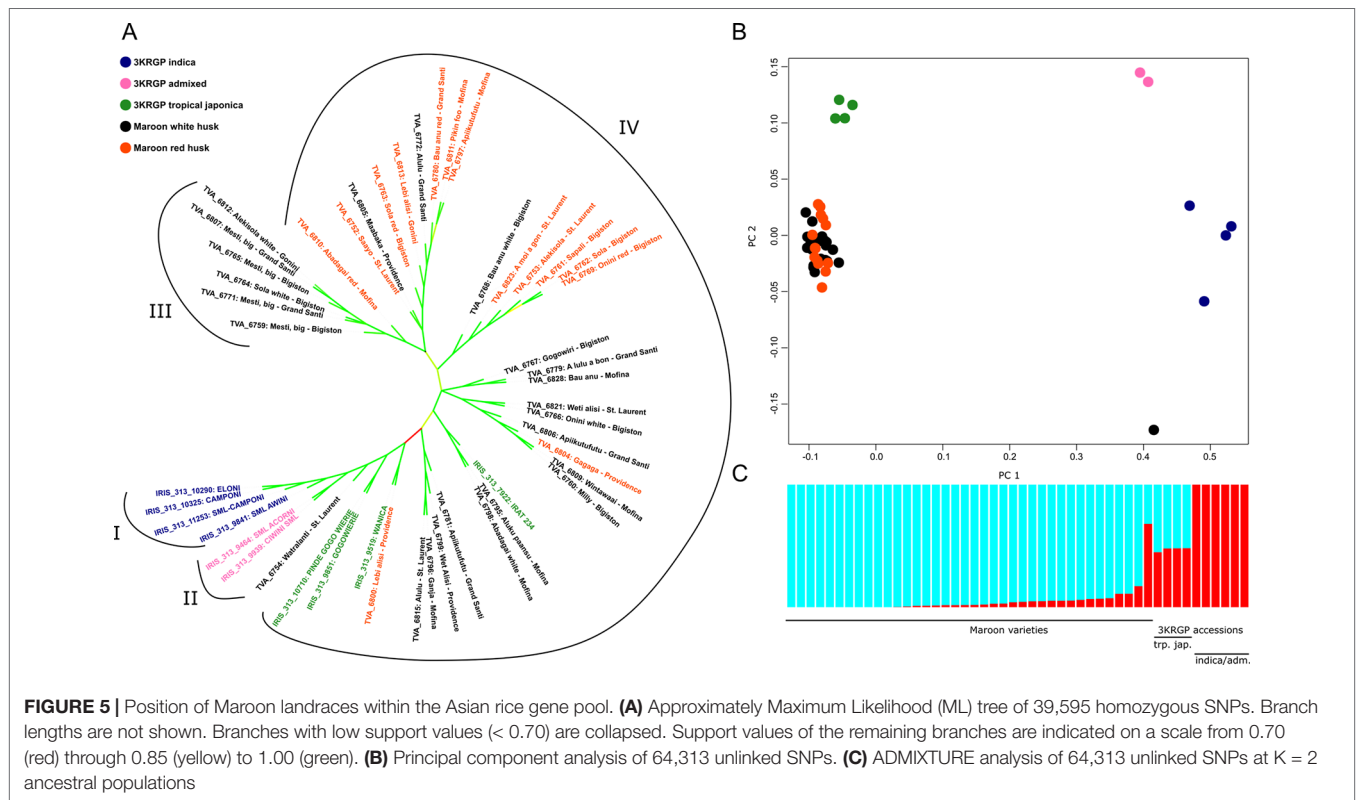 A
3KRGP indica
3KRGP admixed
3KRGP tropical japonica
Maroon white husk
Maroon red husk
III
TVA_6812: Alekisola white - Gonini
TVA_6807: Mesti, big - Grand Santi
TVA_6765: Mesti, big - Bigiston
TVA_6764: Sola white - Bigiston
TVA_6771: Mesti, big - Grand Santi
TVA_6759: Mesti, big - Bigiston
IV
TVA_6810: Abadagai red - Mofina
TVA_6752: Saayo - St. Laurent
TVA_6805: Maabaka - Providence
TVA_6763: Sola red - Bigiston
TVA_6813: Lebi alisi - Gonini
TVA_6772: Alulu - Grand Santi
TVA_6780: Bau anu red - Grand Santi
TVA_6811: Pikin foo - Mofina
TVA_6797: Apiikutufutu - Mofina
TVA_6768: Bau anu white - Bigiston
TVA_6823: A moi a gon - St. Laurent
TVA_6753: Alekisola - St. Laurent
TVA_6761: Sapali - Bigiston
TVA_6762: Sola - Bigiston
TVA_6769: Onini red - Bigiston
TVA_6767: Gogowiri - Bigiston
TVA_6779: A lulu a bon - Grand Santi
TVA_6828: Bau anu - Mofina
TVA_6821: Weti alisi - St. Laurent
TVA_6766: Onini white - Bigiston
TVA_6806: Apiikutufutu - Grand Santi
TVA_6804: Gagaga - Providence
TVA_6809: Wintawaai - Mofina
TVA_6760: Milly - Bigiston
IRIS_313_7922: IRAT 234
TVA_6795: Aluku paansu - Mofina
TVA_6798: Abadagai white - Mofina
TVA_6781: Apiikutufutu - Grand Santi
TVA_6799: Wet Alisi - Providence
TVA_6796: Ganja - Mofina
TVA_6815: Alulu - St. Laurent
TVA_6800: Lebi alisi - Providence
IRIS_313_9519: WANICA
IRIS_313_9851: GOGOWIERIE
IRIS_313_10710: PINDE GOGO WIERIE
TVA_6754: Watralanti - St. Laurent
IRIS_313_9939: CIWINI SML
IRIS_313_9464: SML ACORNI
IRIS_313_9841: SML AWINI
IRIS_313_11253: SML-CAMPONI
IRIS_313_10325: CAMPONI
IRIS_313_10290: ELONI
I
II
B
0.15
0.10
0.05
0.00
-0.05
-0.10
-0.15
PC 2
-0.1 0.0 0.1 0.2 0.3 0.4 0.5
PC 1
C
Maroon varieties
3KRGP accessions
trp. jap.
indica/adm.
FIGURE 5 | Position of Maroon landraces within the Asian rice gene pool. (A) Approximately Maximum Likelihood (ML) tree of 39,595 homozygous SNPs. Branch
lengths are not shown. Branches with low support values (< 0.70) are collapsed. Support values of the remaining branches are indicated on a scale from 0.70
(red) through 0.85 (yellow) to 1.00 (green). (B) Principal component analysis of 64,313 unlinked SNPs. (C) ADMIXTURE analysis of 64,313 unlinked SNPs at K = 2
ancestral populations